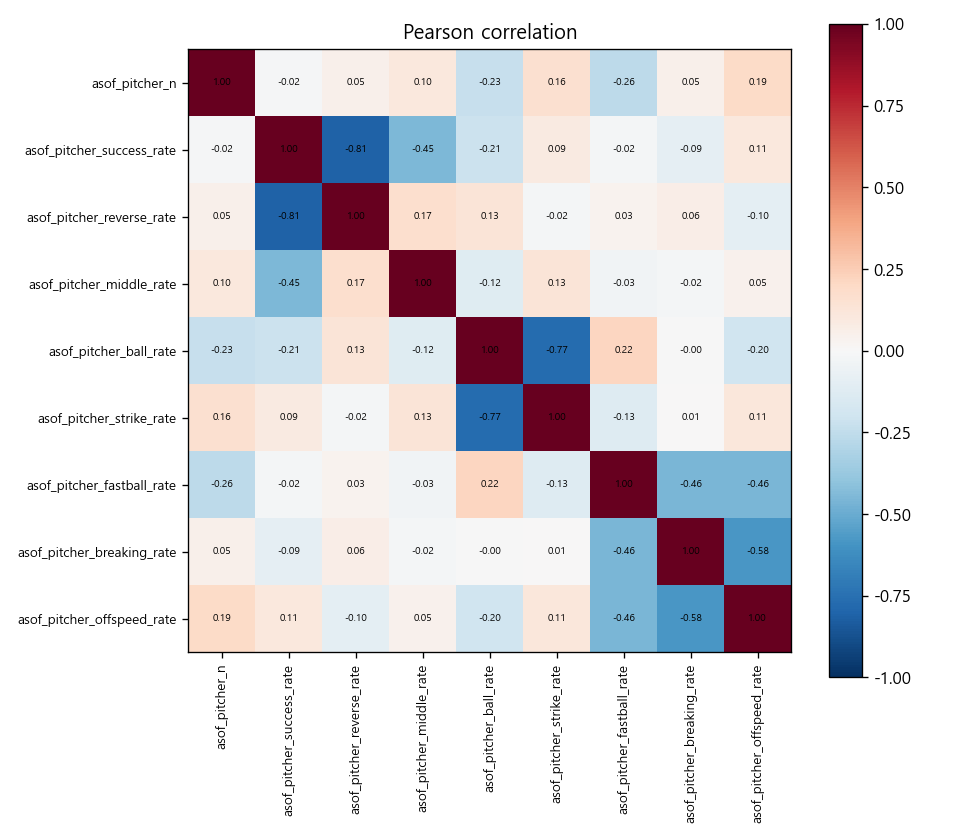 Pearson correlation
asof_pitcher_n 1.00 -0.02 0.05 0.10 -0.23 0.16 -0.26 0.05 0.19
asof_pitcher_success_rate -0.02 1.00 -0.81 -0.45 -0.21 0.09 -0.02 -0.09 0.11
asof_pitcher_reverse_rate 0.05 -0.81 1.00 0.17 0.13 -0.02 0.03 0.06 -0.10
asof_pitcher_middle_rate 0.10 -0.45 0.17 1.00 -0.12 0.13 -0.03 -0.02 0.05
asof_pitcher_ball_rate -0.23 -0.21 0.13 -0.12 1.00 -0.77 0.22 -0.00 -0.20
asof_pitcher_strike_rate 0.16 0.09 -0.02 0.13 -0.77 1.00 -0.13 0.01 0.11
asof_pitcher_fastball_rate -0.26 -0.02 0.03 -0.03 0.22 -0.13 1.00 -0.46 -0.46
asof_pitcher_breaking_rate 0.05 -0.09 0.06 -0.02 -0.00 0.01 -0.46 1.00 -0.58
asof_pitcher_offspeed_rate 0.19 0.11 -0.10 0.05 -0.20 0.11 -0.46 -0.58 1.00
asof_pitcher_n
asof_pitcher_success_rate
asof_pitcher_reverse_rate
asof_pitcher_middle_rate
asof_pitcher_ball_rate
asof_pitcher_strike_rate
asof_pitcher_fastball_rate
asof_pitcher_breaking_rate
asof_pitcher_offspeed_rate
1.00
0.75
0.50
0.25
0.00
-0.25
-0.50
-0.75
-1.00